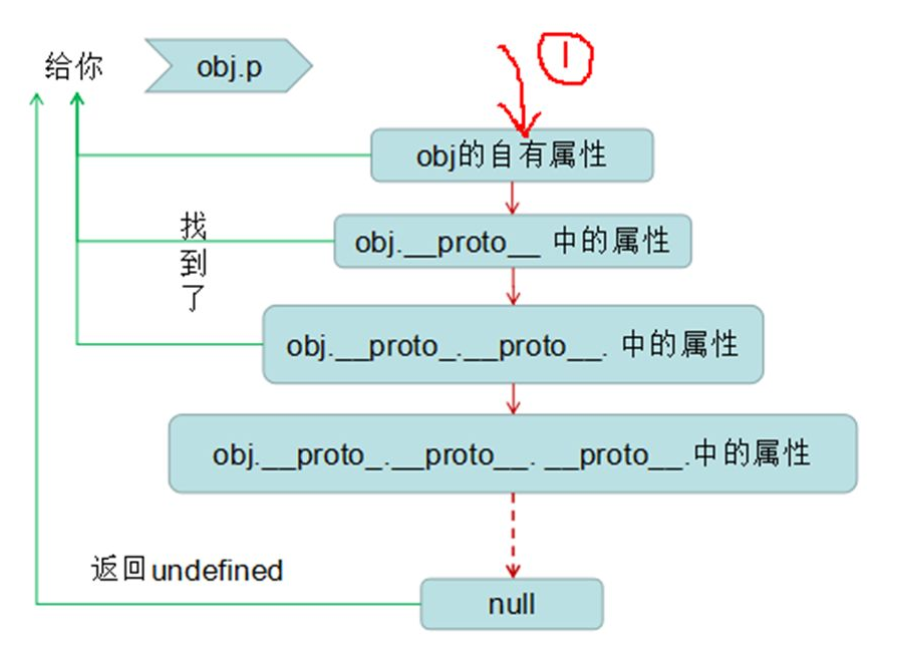 给你
obj.p
①
obj的自有属性
obj.__proto__ 中的属性
找到了
obj.__proto_.__proto__. 中的属性
obj.__proto_.__proto__. __proto__.中的属性
返回undefined
null